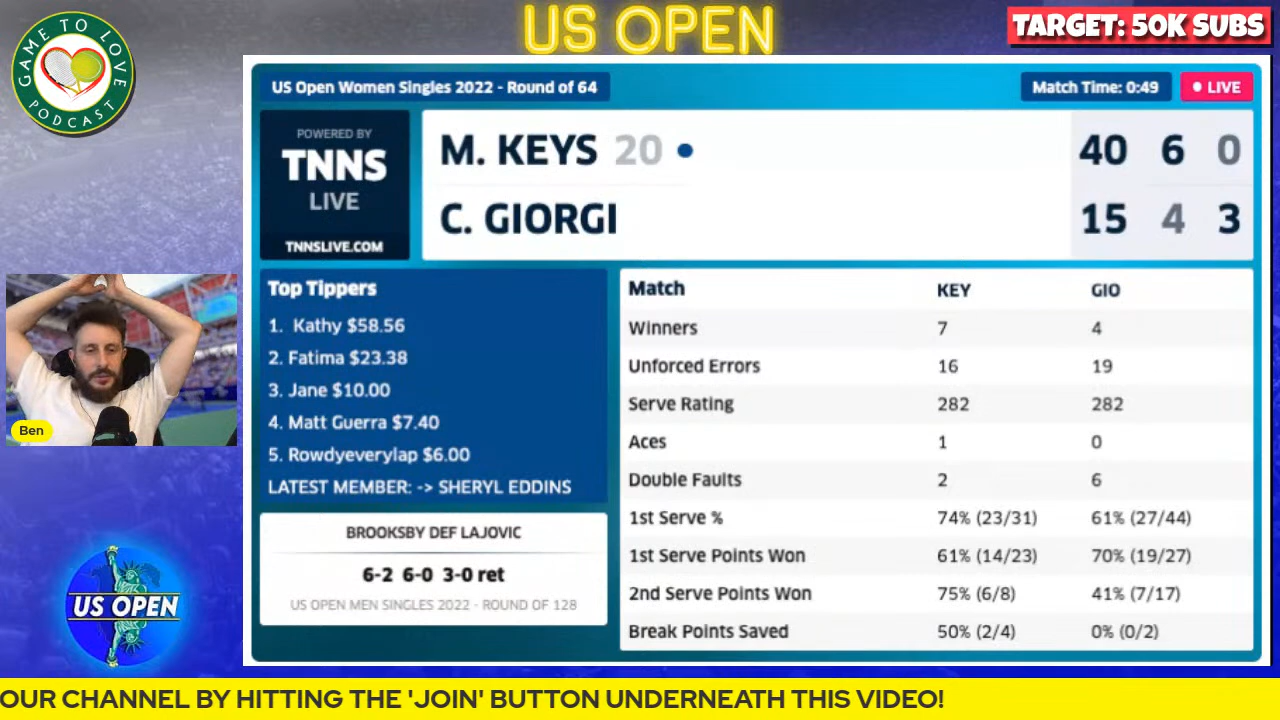 GAME TO LOVE
PODCAST
US OPEN
TARGET: 50K SUBS
US Open Women Singles 2022 - Round of 64
Match Time: 0:49
LIVE
POWERED BY
TNNS
LIVE
TNNSLIVE.COM
M. KEYS 20 40 6 0
C. GIORGI 15 4 3
Top Tippers
1. Kathy $58.56
2. Fatima $23.38
3. Jane $10.00
4. Matt Guerra $7.40
5. Rowdyeverylap $6.00
LATEST MEMBER: -> SHERYL EDDINS
BROOKSBY DEF LAJOVIC
6-2 6-0 3-0 ret
US OPEN MEN SINGLES 2022 - ROUND OF 128
Match KEY GIO
Winners 7 4
Unforced Errors 16 19
Serve Rating 282 282
Aces 1 0
Double Faults 2 6
1st Serve % 74% (23/31) 61% (27/44)
1st Serve Points Won 61% (14/23) 70% (19/27)
2nd Serve Points Won 75% (6/8) 41% (7/17)
Break Points Saved 50% (2/4) 0% (0/2)
Ben
US OPEN
OUR CHANNEL BY HITTING THE 'JOIN' BUTTON UNDERNEATH THIS VIDEO!